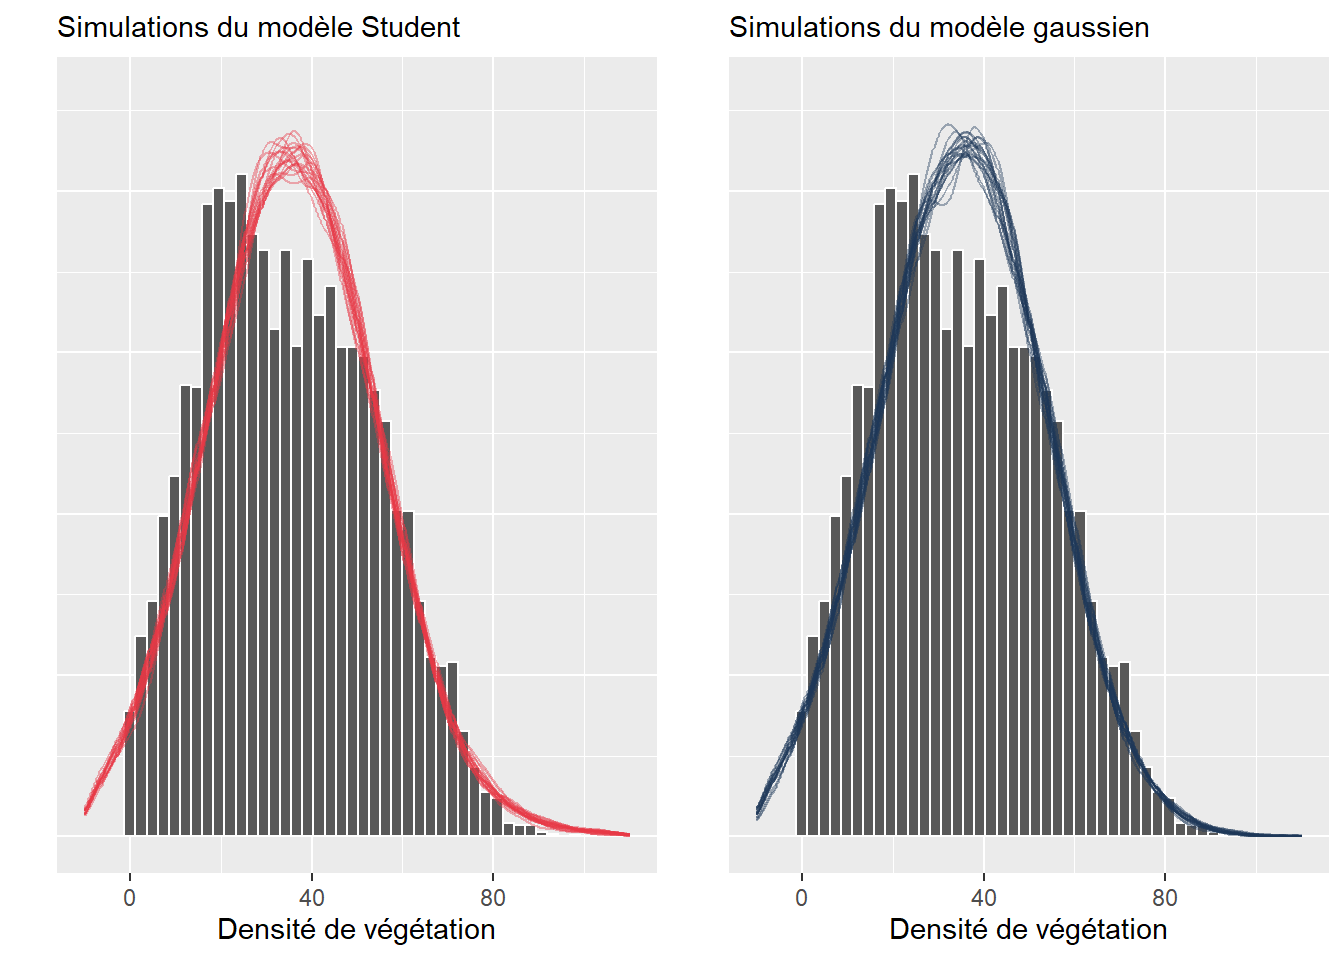 Simulations du modèle Student
0 40 80
Densité de végétation
Simulations du modèle gaussien
0 40 80
Densité de végétation